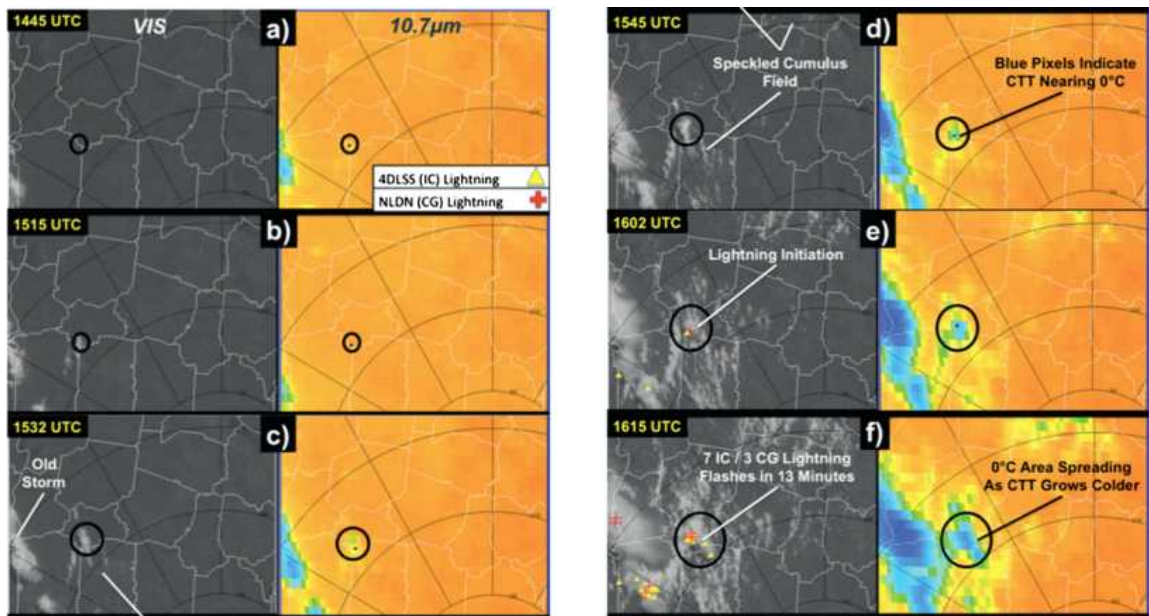 1445 UTC
VIS
a)
10.7µm
4DLSS (IC) Lightning
NLDN (CG) Lightning
1515 UTC
b)
1532 UTC
c)
Old
Storm
1545 UTC
d)
Speckled Cumulus
Field
Blue Pixels Indicate
CTT Nearing 0°C
1602 UTC
e)
Lightning Initiation
1615 UTC
f)
7 IC / 3 CG Lightning
Flashes in 13 Minutes
0°C Area Spreading
As CTT Grows Colder